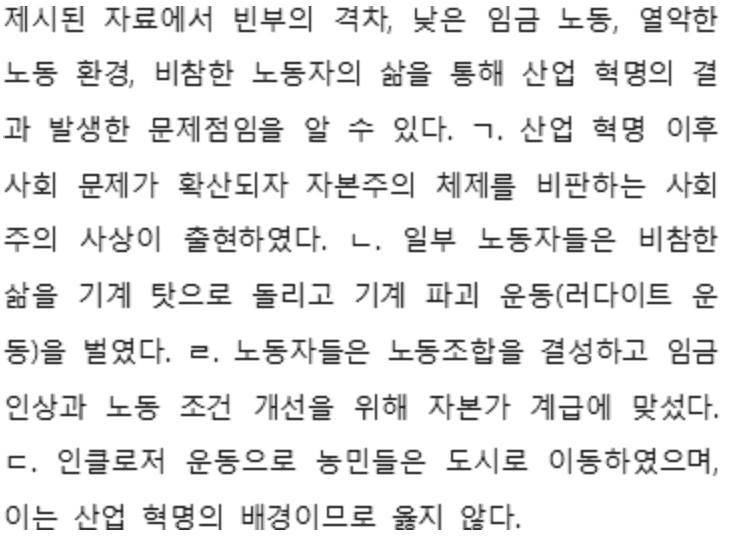 제시된 자료에서 빈부의 격차, 낮은 임금 노동, 열악한
노동 환경, 비참한 노동자의 삶을 통해 산업 혁명의 결
과 발생한 문제점임을 알 수 있다. ㄱ. 산업 혁명 이후
사회 문제가 확산되자 자본주의 체제를 비판하는 사회
주의 사상이 출현하였다. ㄴ. 일부 노동자들은 비참한
삶을 기계 탓으로 돌리고 기계 파괴 운동(러다이트 운
동)을 벌였다. ㄹ. 노동자들은 노동조합을 결성하고 임금
인상과 노동 조건 개선을 위해 자본가 계급에 맞섰다.
ㄷ. 인클로저 운동으로 농민들은 도시로 이동하였으며,
이는 산업 혁명의 배경이므로 옳지 않다.